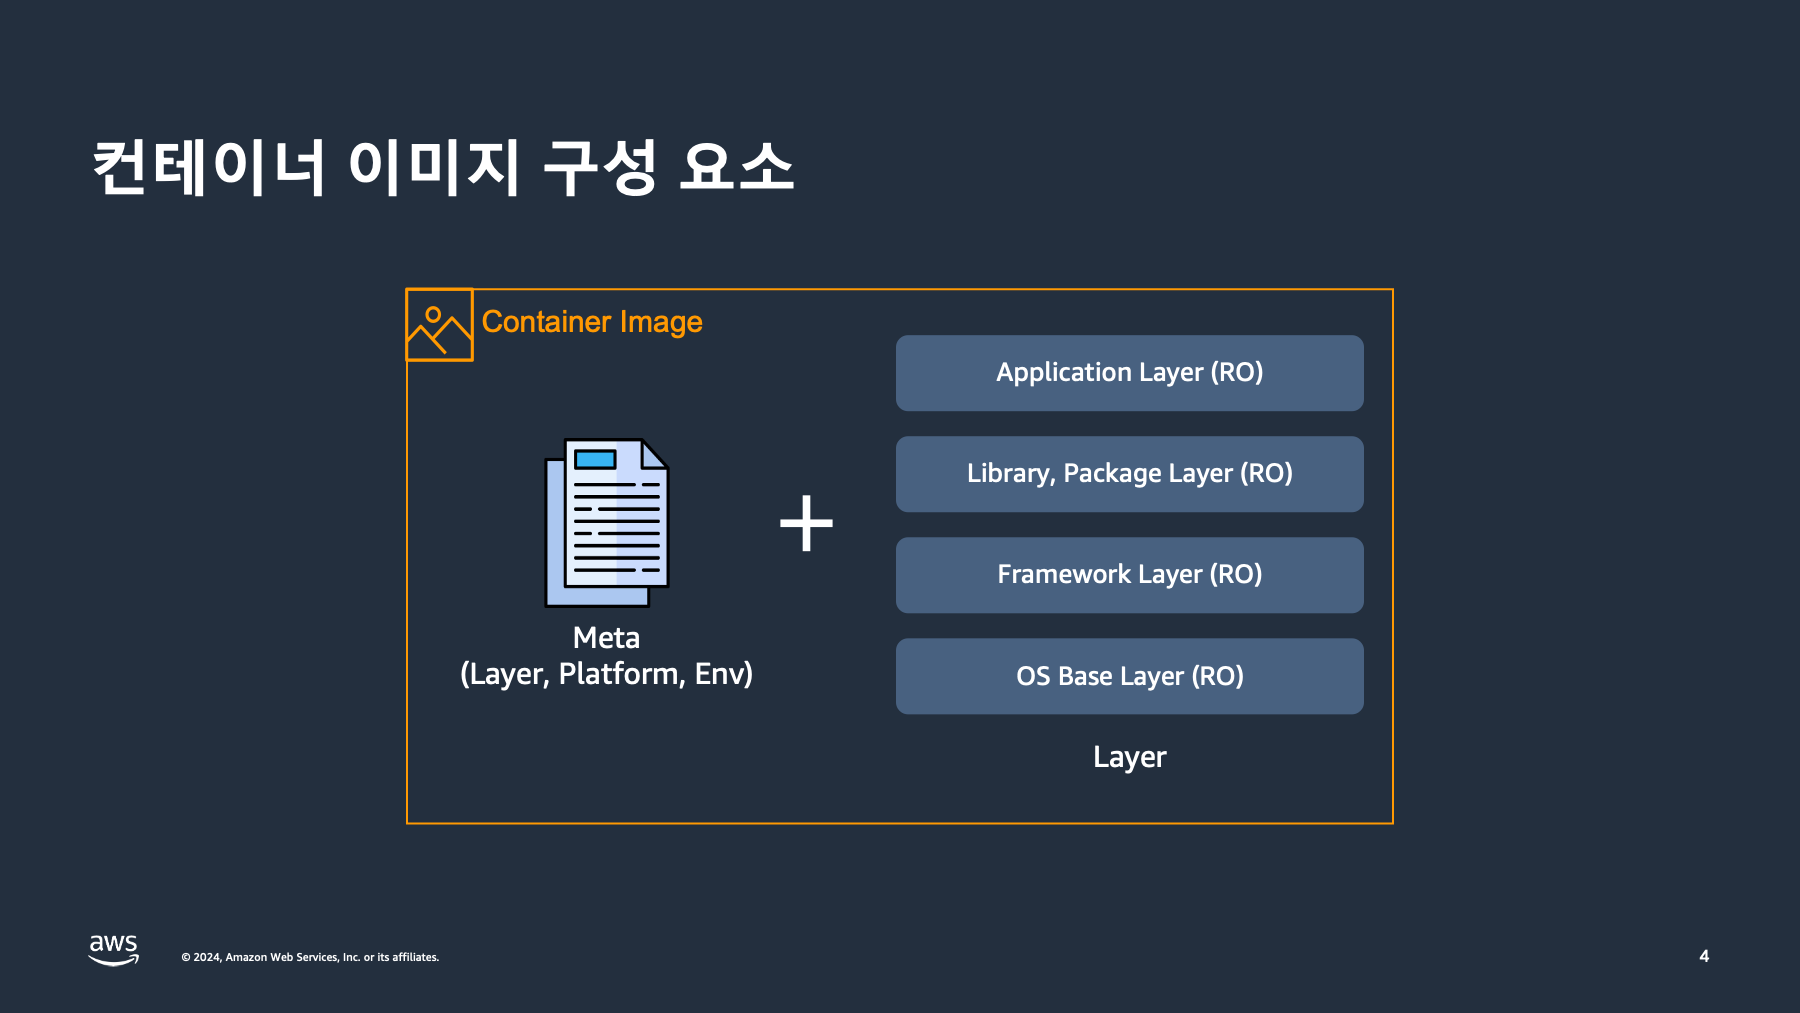 컨테이너 이미지 구성 요소
Container Image
Meta
(Layer, Platform, Env)
Application Layer (RO)
Library, Package Layer (RO)
Framework Layer (RO)
OS Base Layer (RO)
Layer
aws
© 2024, Amazon Web Services, Inc. or its affiliates.
4